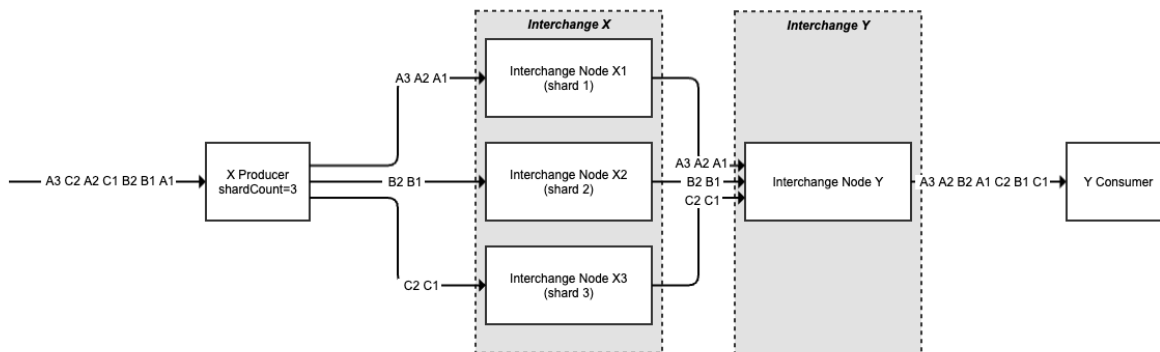 Interchange X
Interchange Y
A3 A2 A1
Interchange Node X1
(shard 1)
A3 C2 A2 C1 B2 B1 A1
X Producer
shardCount=3
B2 B1
Interchange Node X2
(shard 2)
A3 A2 A1
B2 B1
C2 C1
Interchange Node Y
A3 A2 B2 A1 C2 B1 C1
Y Consumer
C2 C1
Interchange Node X3
(shard 3)